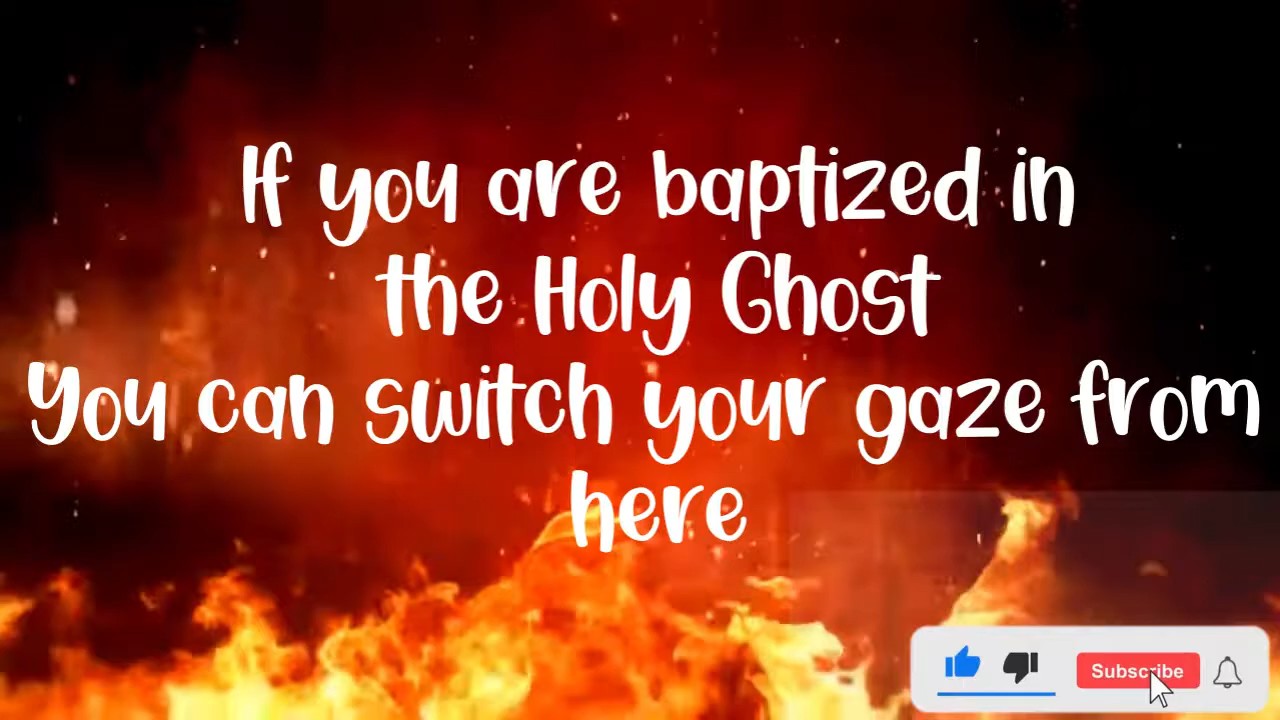 If you are baptized in
the Holy Ghost
You can switch your gaze from
here
Subscribe